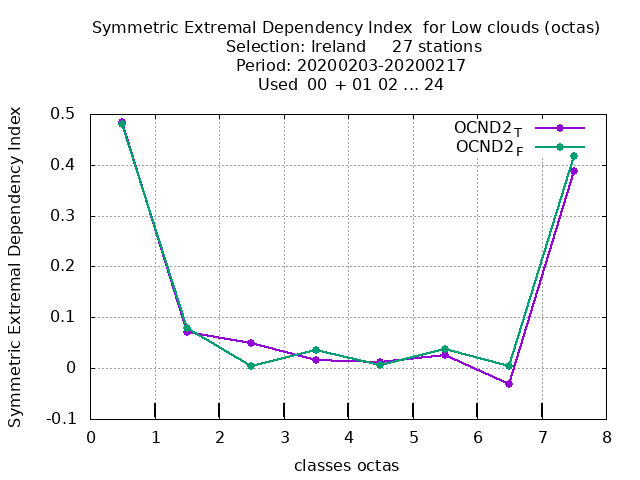 Symmetric Extremal Dependency Index  for Low clouds (octas)
Selection: Ireland     27 stations
Period: 20200203-20200217
Used  00  + 01 02 ... 24
Symmetric Extremal Dependency Index
0.5
0.4
0.3
0.2
0.1
0
-0.1
OCND2T
OCND2F
0 1 2 3 4 5 6 7 8
classes octas